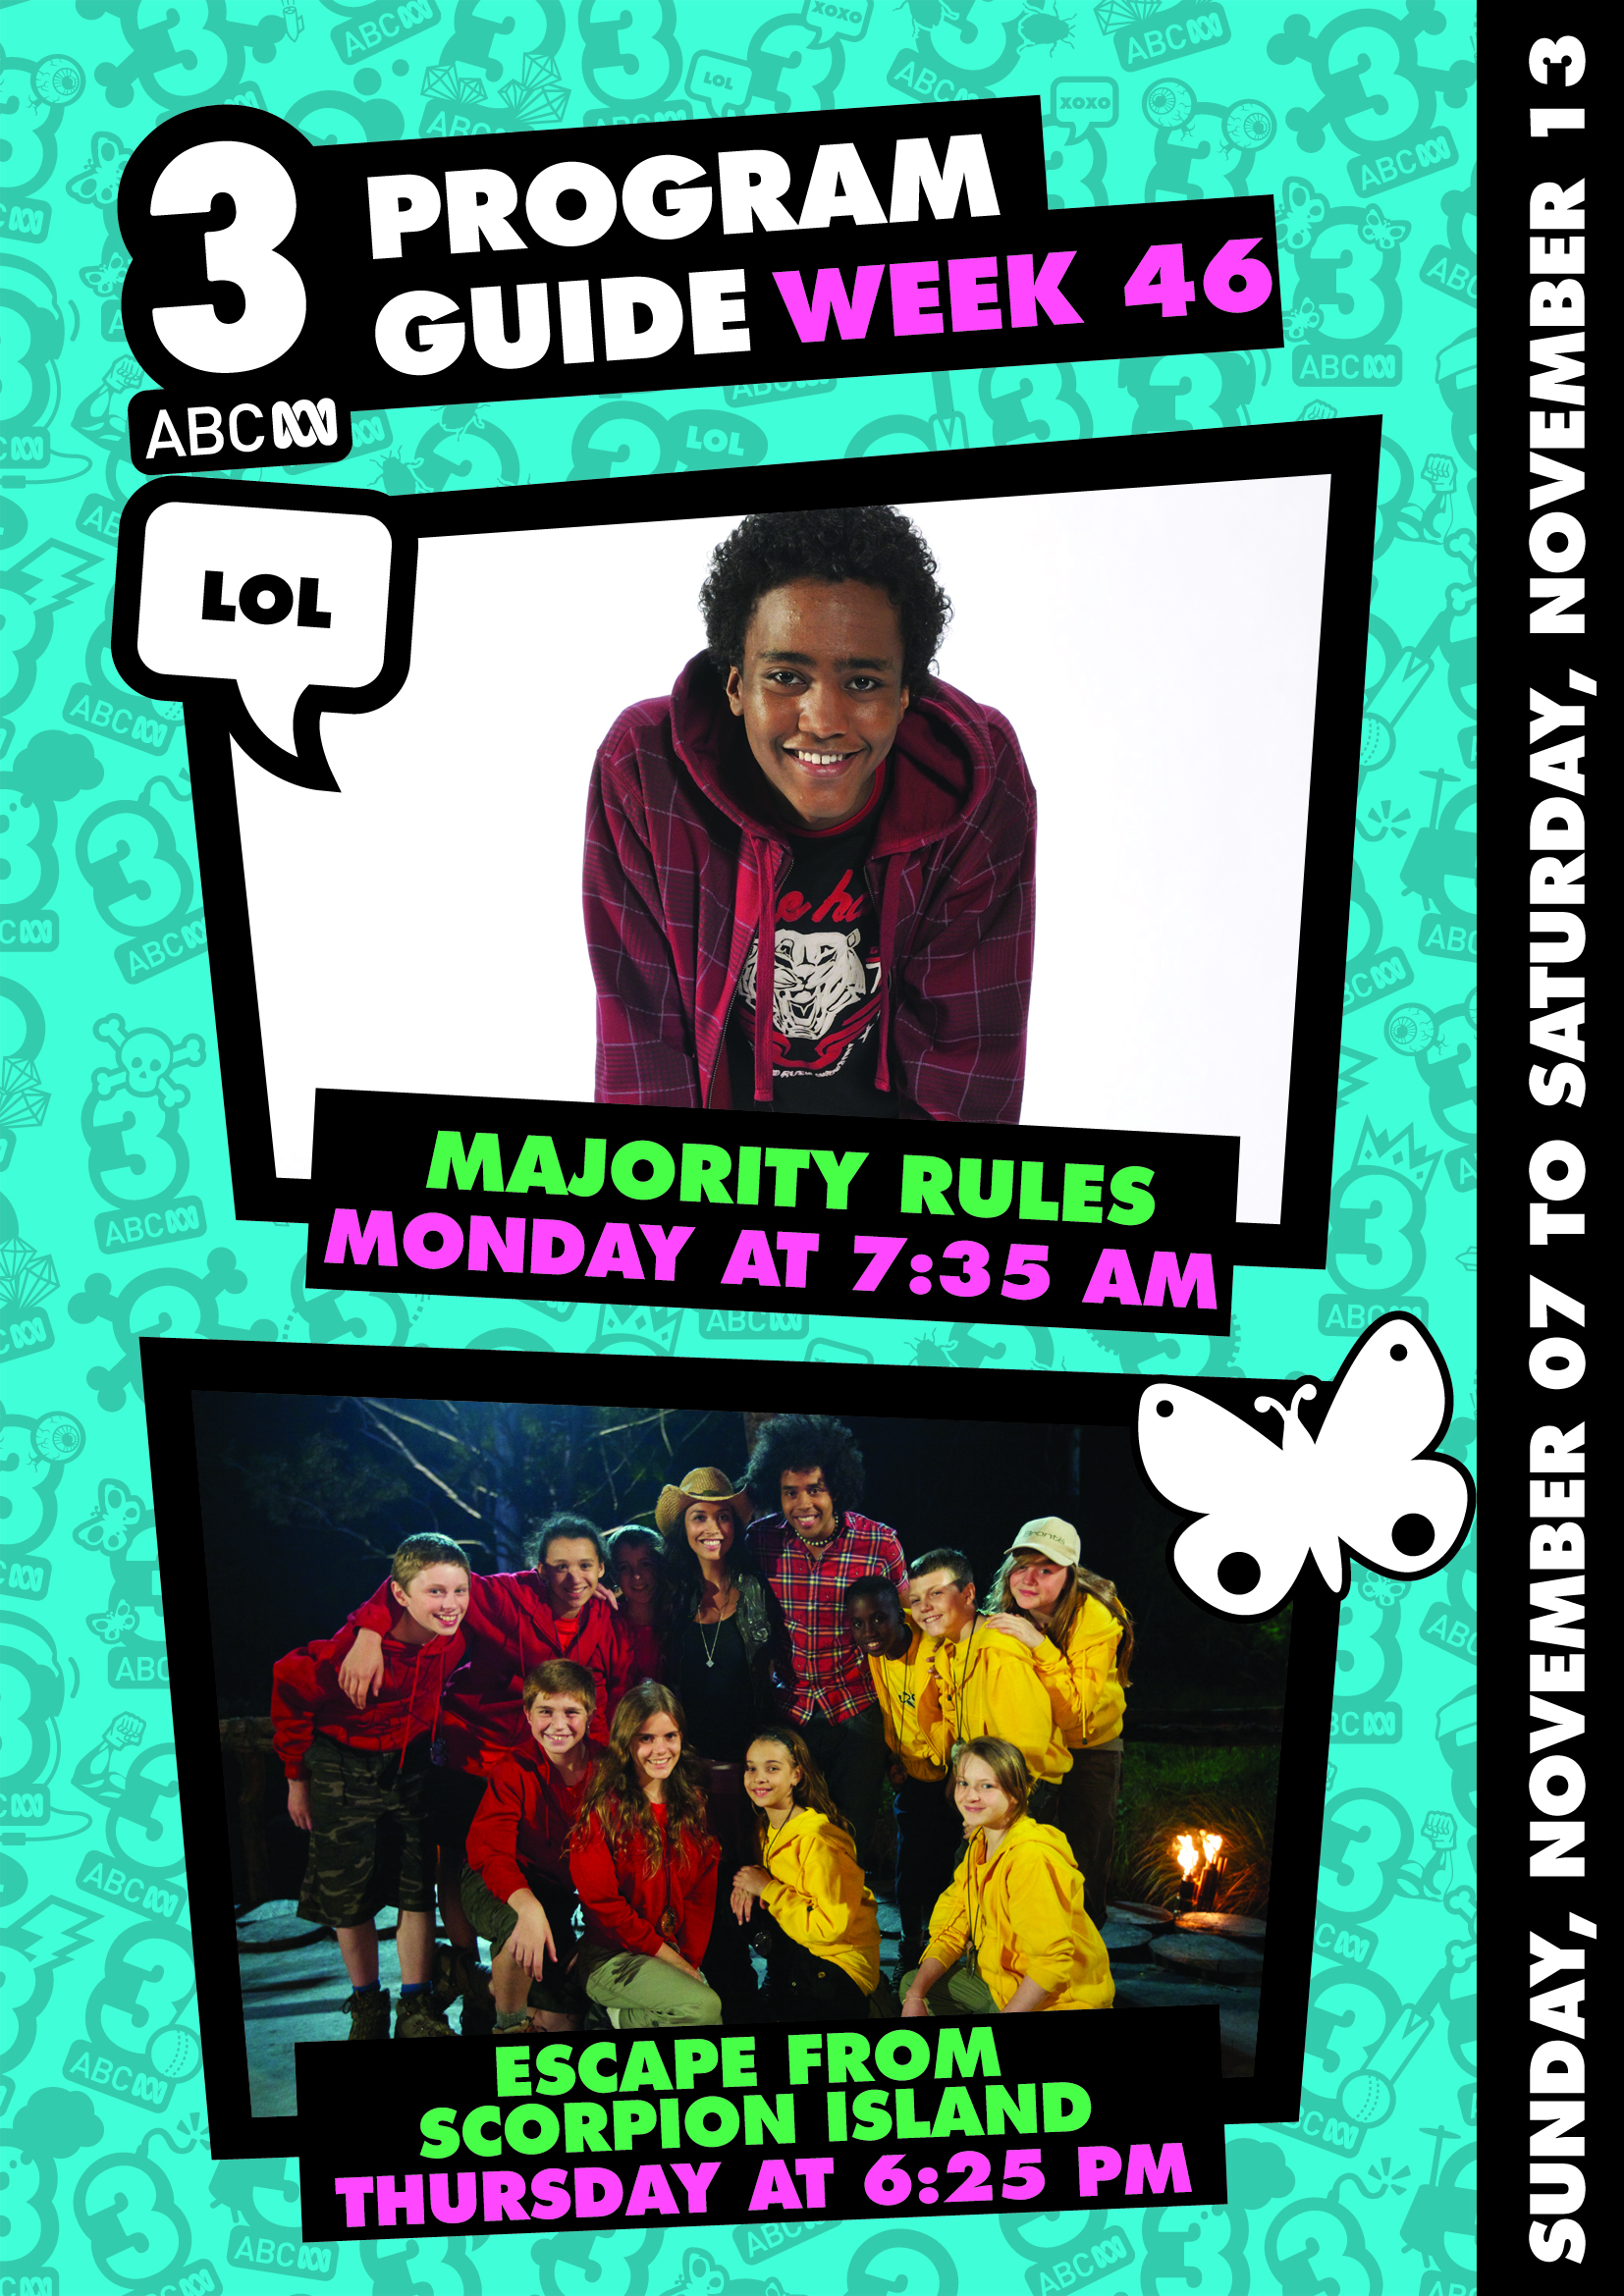 3 PROGRAM
GUIDE WEEK 46
ABC
LOL
MAJORITY RULES
MONDAY AT 7:35 AM
ESCAPE FROM
SCORPION ISLAND
THURSDAY AT 6:25 PM
SUNDAY, NOVEMBER 07 TO SATURDAY, NOVEMBER 13